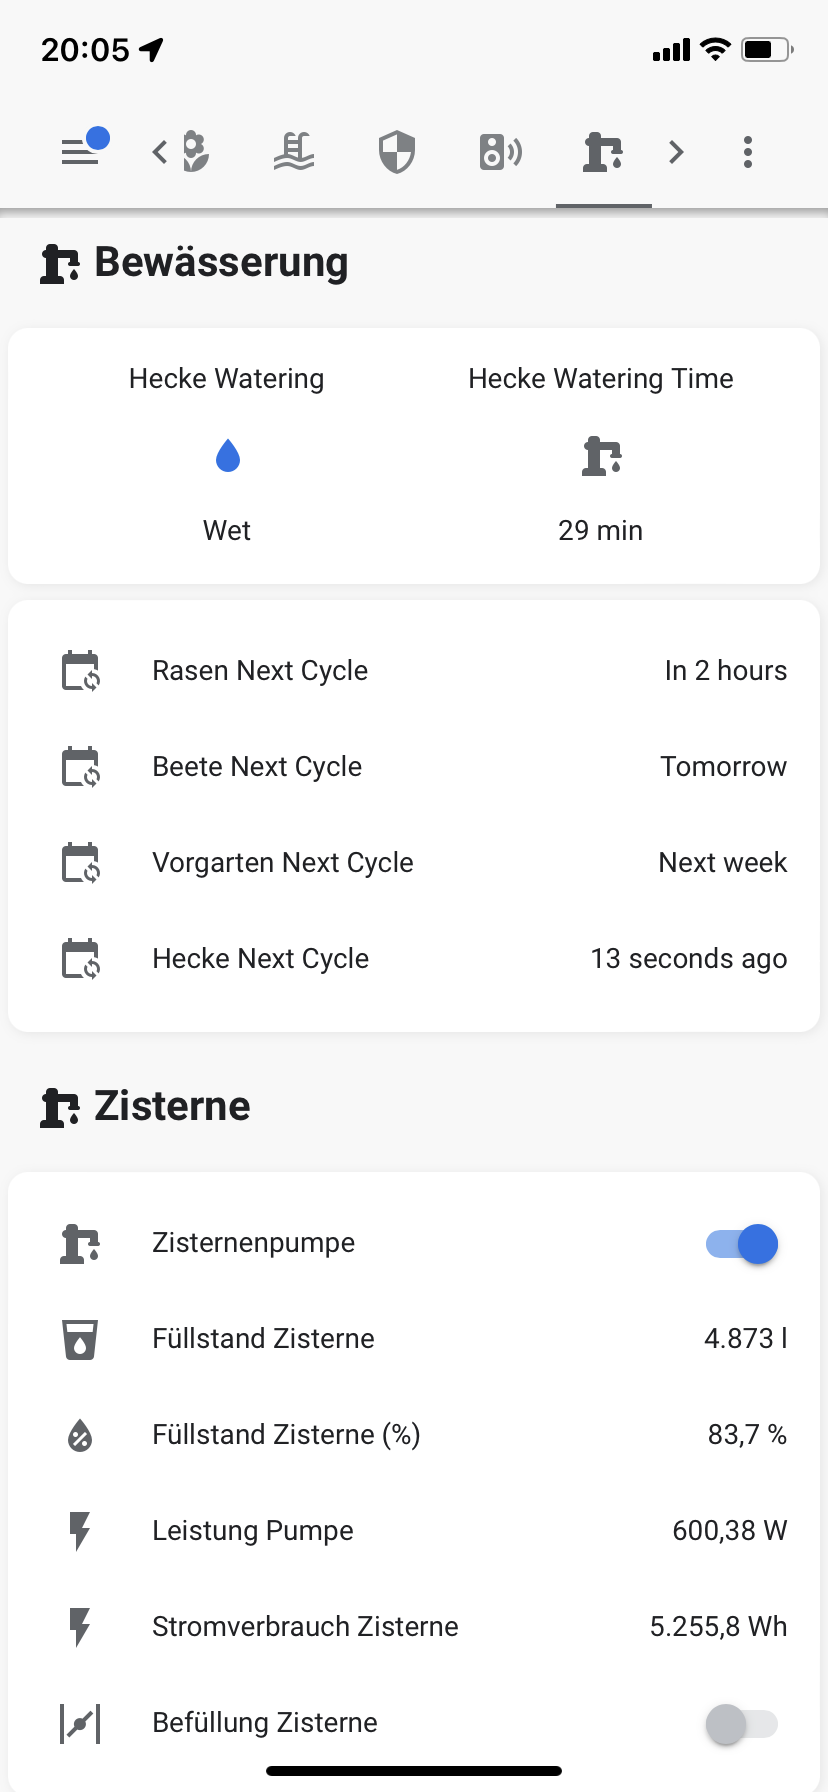 20:05
Bewässerung
Hecke Watering
Hecke Watering Time
Wet
29 min
Rasen Next Cycle In 2 hours
Beete Next Cycle Tomorrow
Vorgarten Next Cycle Next week
Hecke Next Cycle 13 seconds ago
Zisterne
Zisternenpumpe
Füllstand Zisterne 4.873 l
Füllstand Zisterne (%) 83,7 %
Leistung Pumpe 600,38 W
Stromverbrauch Zisterne 5.255,8 Wh
Befüllung Zisterne